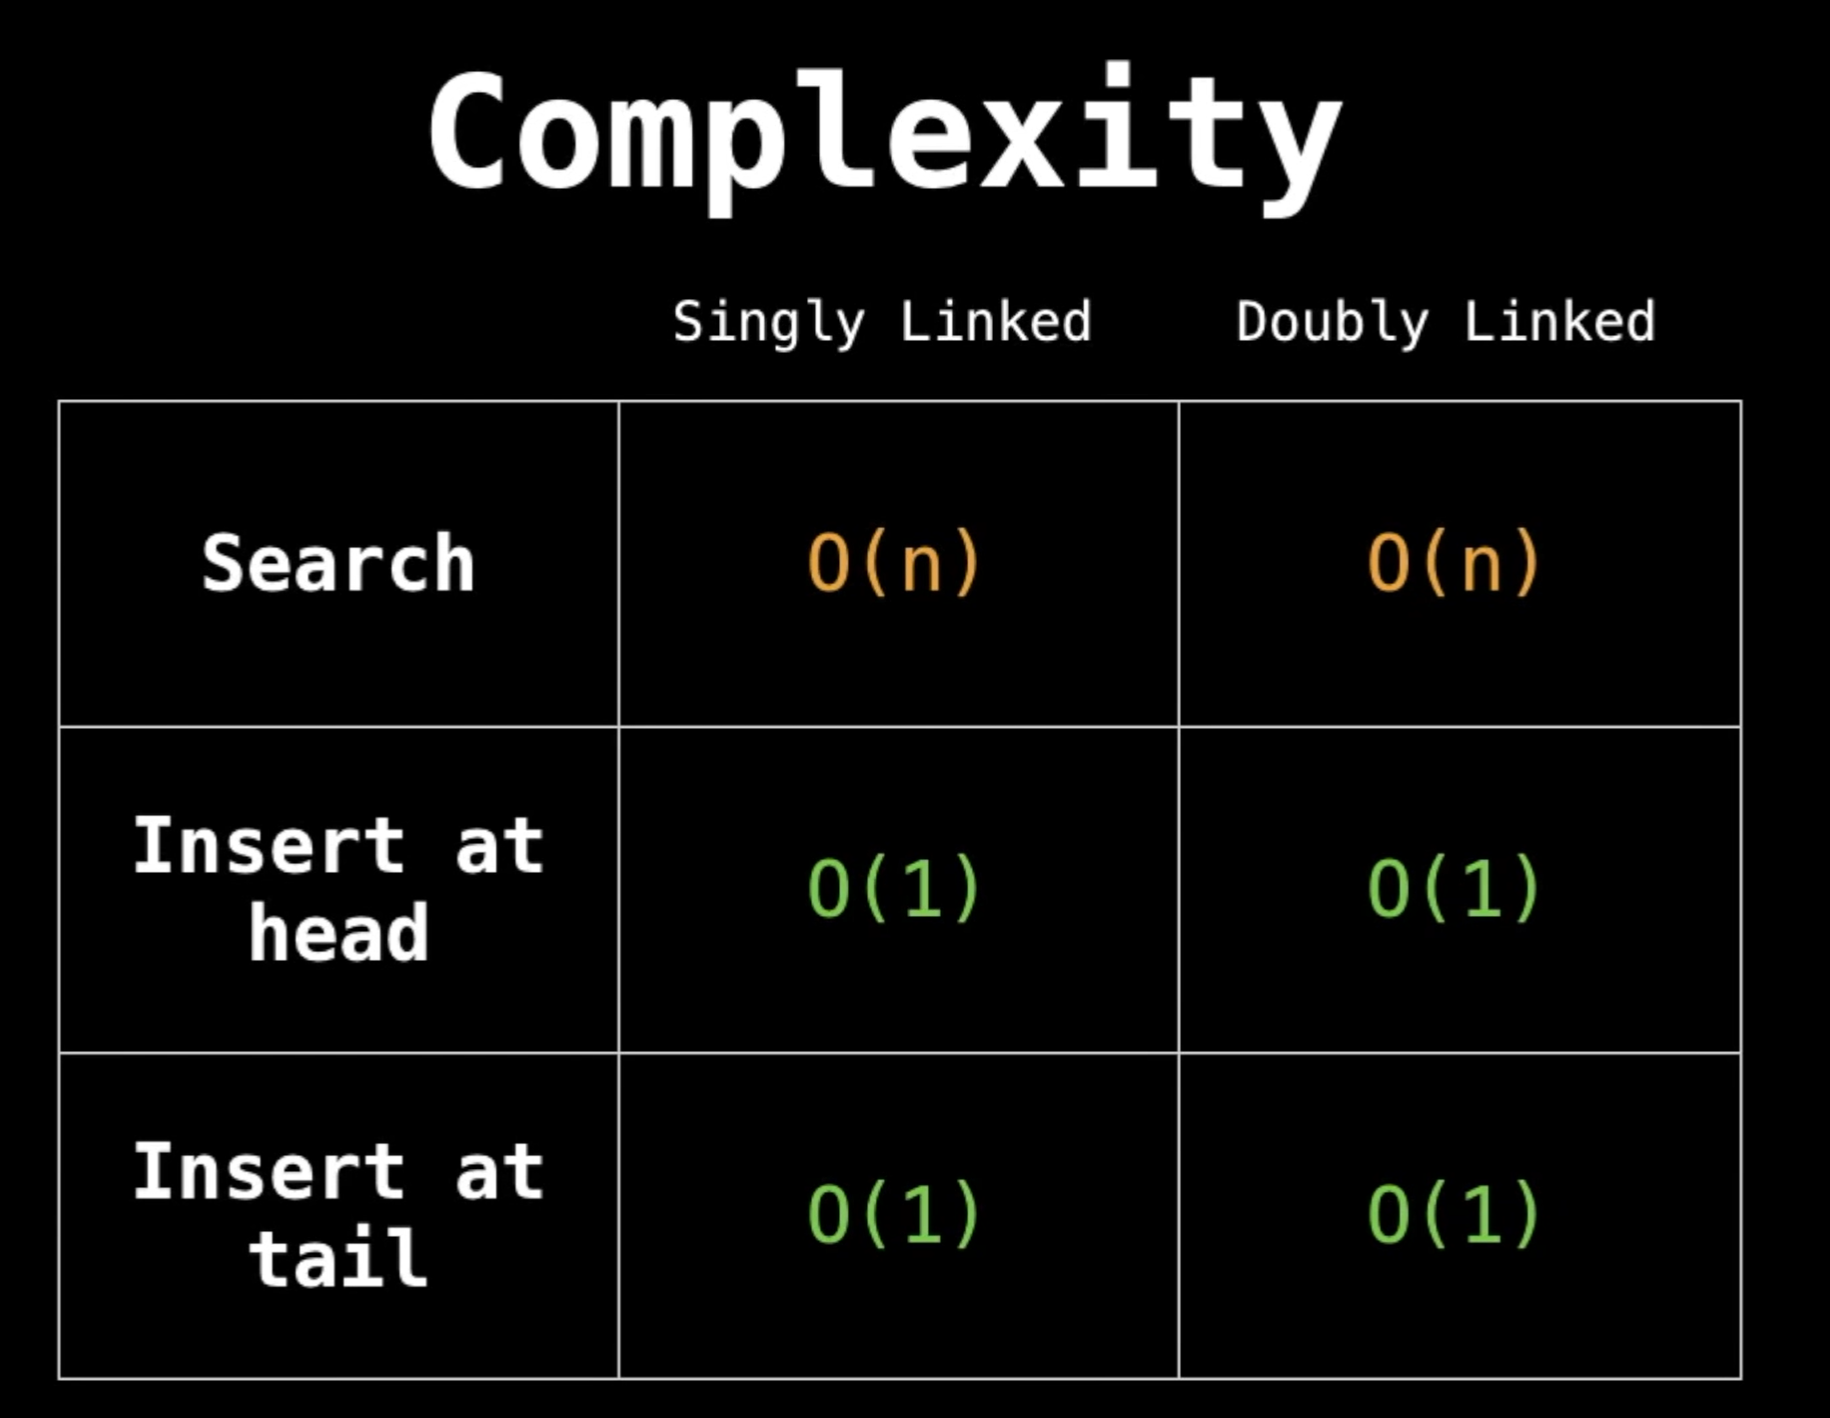 Complexity
Singly Linked Doubly Linked
Search O(n) O(n)
Insert at
head O(1) O(1)
Insert at
tail O(1) O(1)